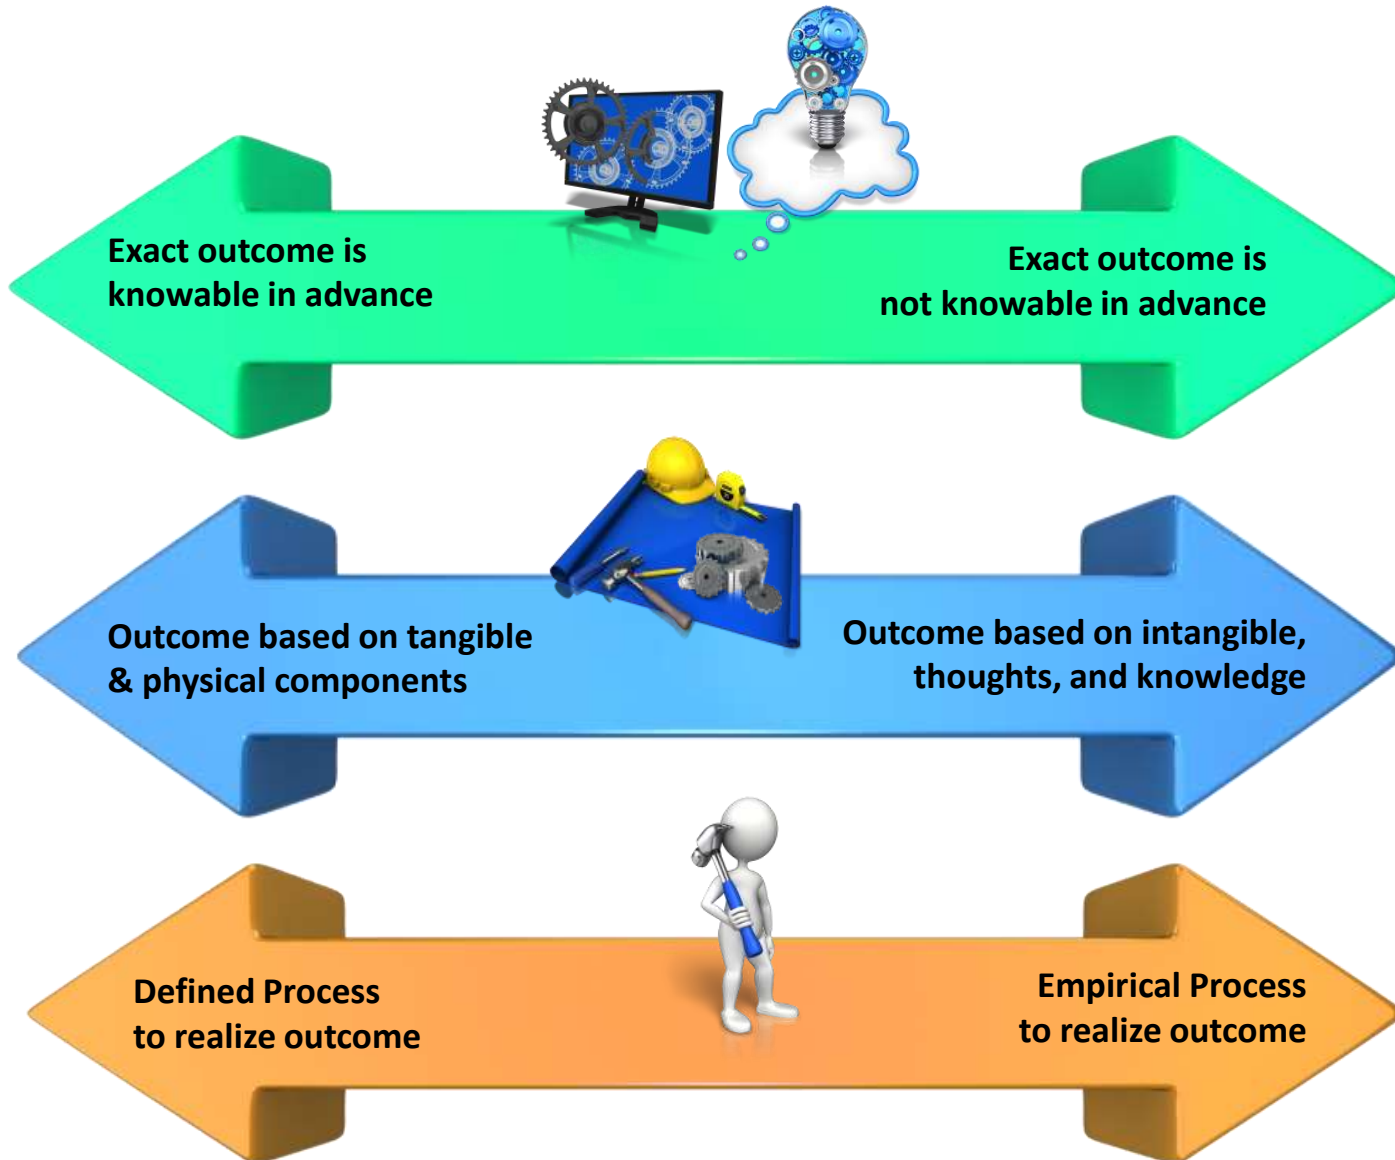 Exact outcome is
knowable in advance
Exact outcome is
not knowable in advance
Outcome based on tangible
& physical components
Outcome based on intangible,
thoughts, and knowledge
Defined Process
to realize outcome
Empirical Process
to realize outcome